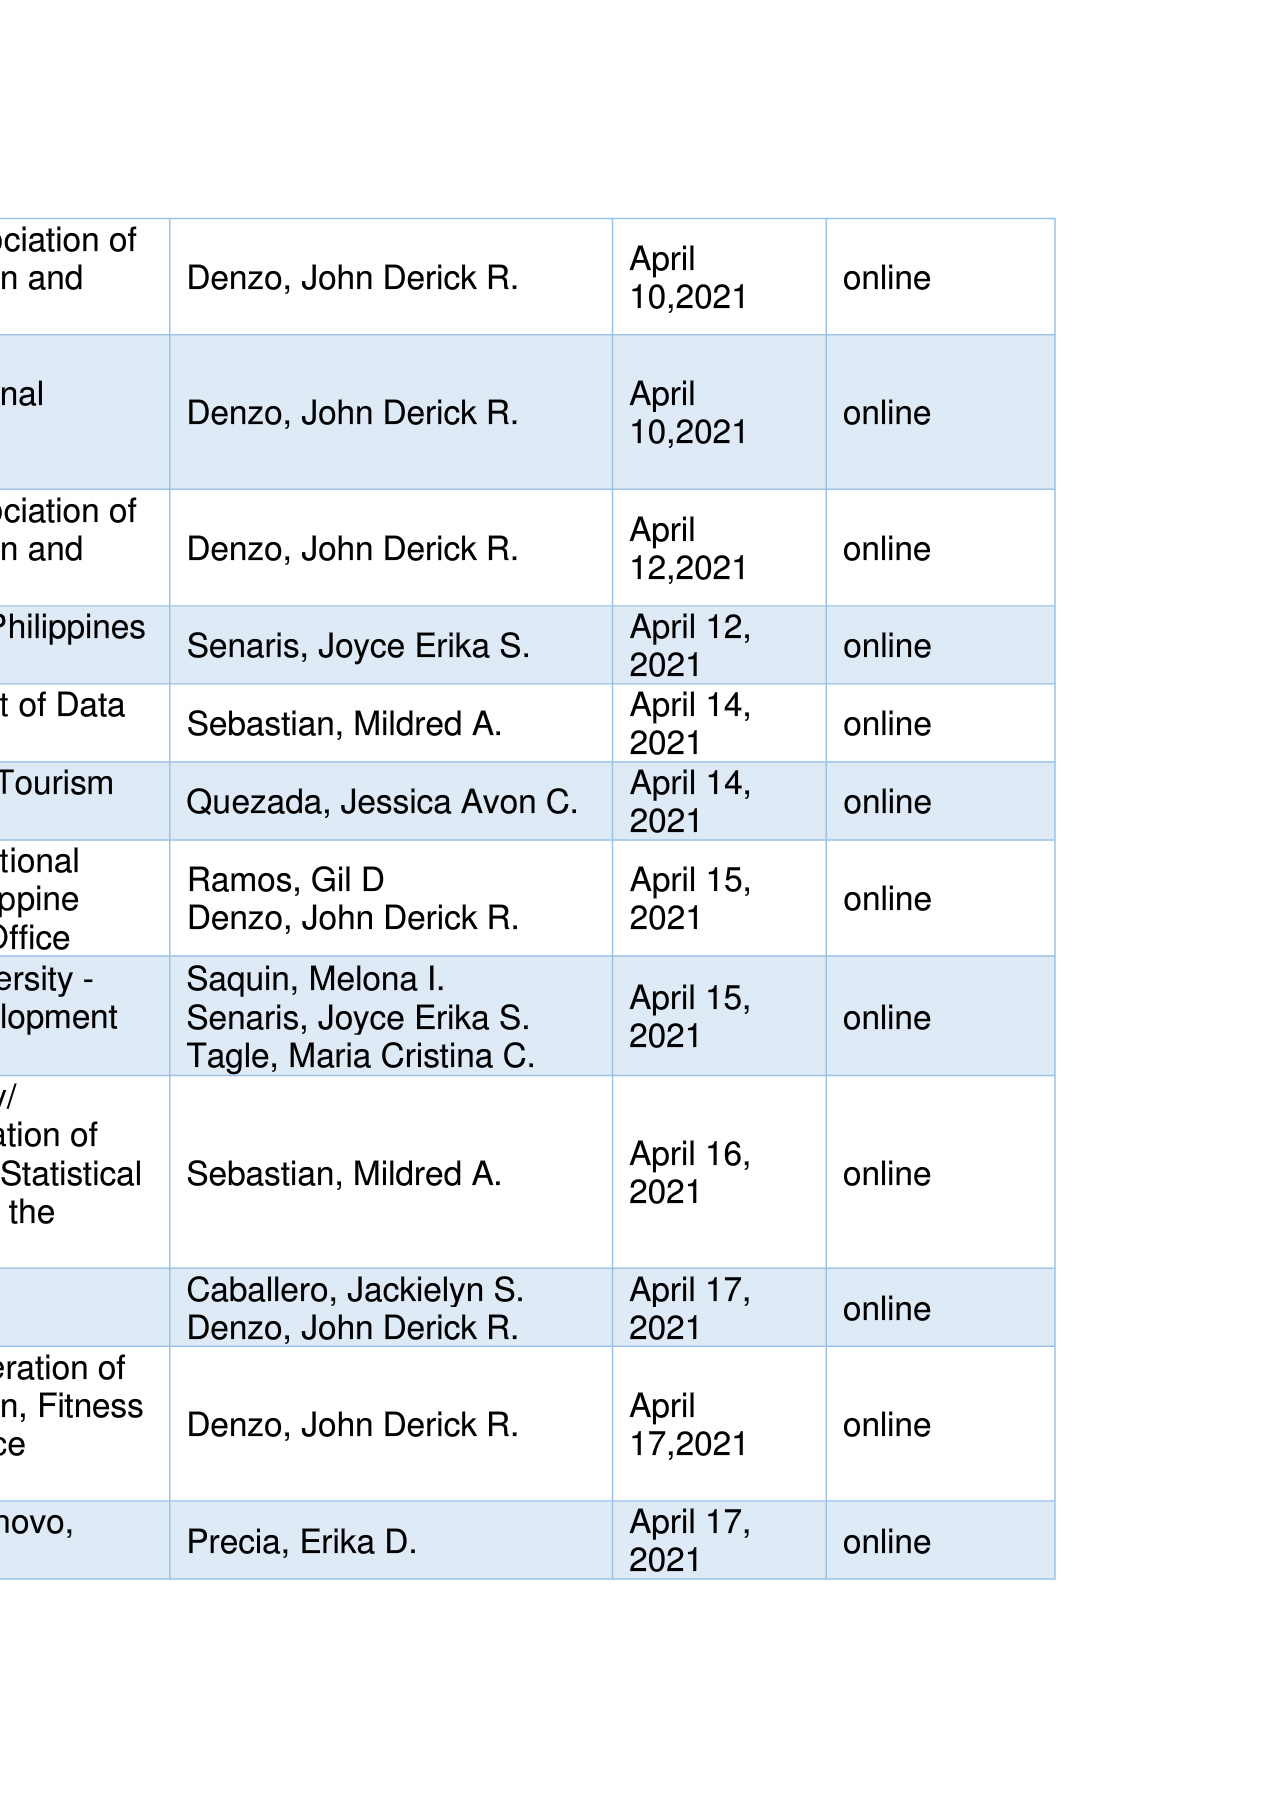 ciation of
n and
Denzo, John Derick R.
April
10,2021
online
nal
Denzo, John Derick R.
April
10,2021
online
ciation of
n and
Denzo, John Derick R.
April
12,2021
online
Philippines
Senaris, Joyce Erika S.
April 12,
2021
online
t of Data
Sebastian, Mildred A.
April 14,
2021
online
Tourism
Quezada, Jessica Avon C.
April 14,
2021
online
tional
ppine
Office
Ramos, Gil D
Denzo, John Derick R.
April 15,
2021
online
ersity -
lopment
Saquin, Melona I.
Senaris, Joyce Erika S.
Tagle, Maria Cristina C.
April 15,
2021
online
y/
ation of
Statistical
the
Sebastian, Mildred A.
April 16,
2021
online
Caballero, Jackielyn S.
Denzo, John Derick R.
April 17,
2021
online
eration of
n, Fitness
ce
Denzo, John Derick R.
April
17,2021
online
novo,
Precia, Erika D.
April 17,
2021
online